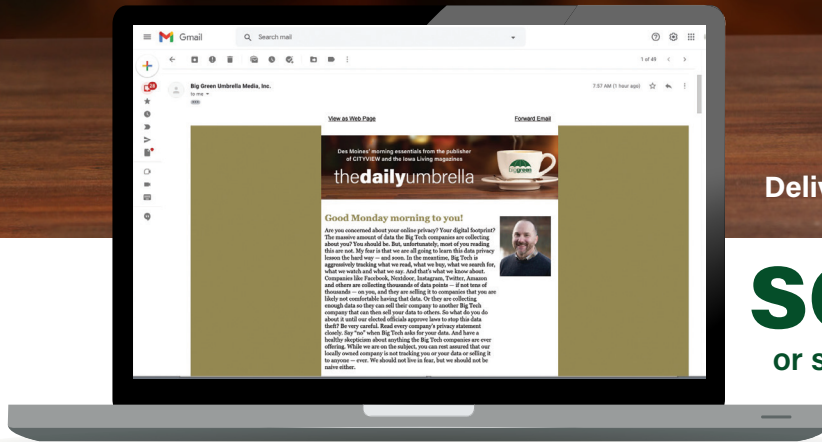 Gmail
Search mail
1 of 49
Big Green Umbrella Media, Inc.
to me
7:57 AM (1 hour ago)
View as Web Page
Forward Email
Des Moines' morning essentials from the publisher
of CITYVIEW and the Iowa Living magazines
thedailyumbrella
biggreen
Good Monday morning to you!
Are you concerned about your online privacy? Your digital footprint?
The massive amount of data the Big Tech companies are collecting
about you? You should be. But, unfortunately, most of you reading
this are not. My fear is that we are all going to learn this data privacy
lesson the hard way — and soon. In the meantime, Big Tech is
aggressively tracking what we read, what we buy, what we search for,
what we watch and what we say. And that's what we know about.
Companies like Facebook, Nextdoor, Instagram, Twitter, Amazon
and others are collecting thousands of data points — if not tens of
thousands — on you, and they are selling it to companies that you are
likely not comfortable having that data. Or they are collecting
enough data so they can sell their company to another Big Tech
company that can then sell your data to others. So what do you do
about it until our elected officials approve laws to stop this data
theft? Be very careful. Read every company's privacy statement
closely. Say "no" when Big Tech asks for your data. And have a
healthy skepticism about anything the Big Tech companies are ever
offering. While we are on the subject, you can rest assured that our
locally owned company is not tracking you or your data or selling it
to anyone — ever. We should not live in fear, but we should not be
naive either.
Deliv
or s